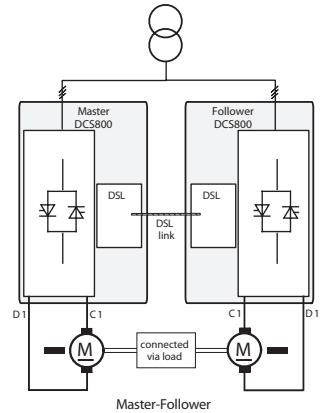 Master
DCS800
Follower
DCS800
DSL
DSL
DSL
link
D1
C1
C1
D1
M
connected
via load
M
Master-Follower